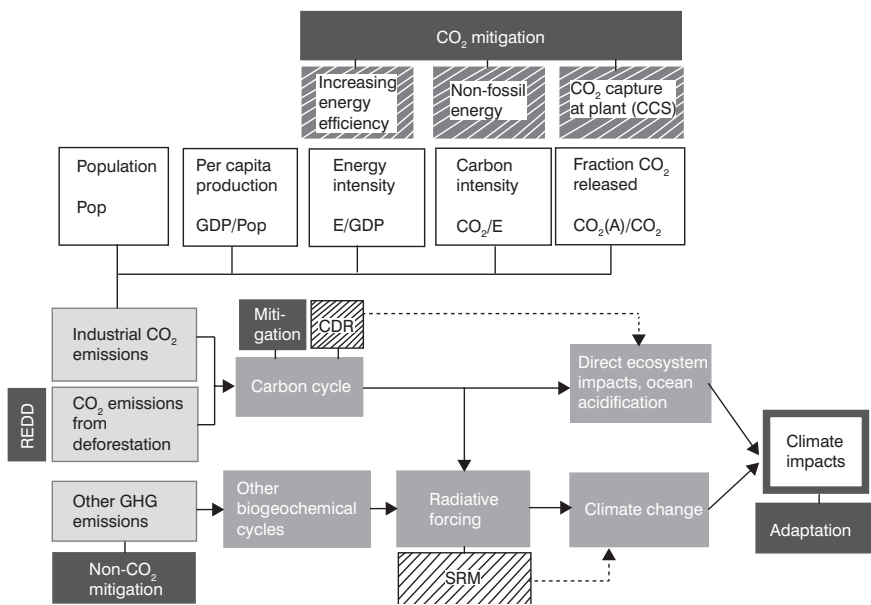 CO₂ mitigation
Increasing
energy
efficiency
Non-fossil
energy
CO₂ capture
at plant (CCS)
Population
Pop
Per capita
production
GDP/Pop
Energy
intensity
E/GDP
Carbon
intensity
CO₂/E
Fraction CO₂
released
CO₂(A)/CO₂
Industrial CO₂
emissions
Miti-
gation
CDR
Carbon cycle
Direct ecosystem
impacts, ocean
acidification
REDD
CO₂ emissions
from
deforestation
Climate
impacts
Adaptation
Other GHG
emissions
Non-CO₂
mitigation
Other
biogeochemical
cycles
Radiative
forcing
SRM
Climate change